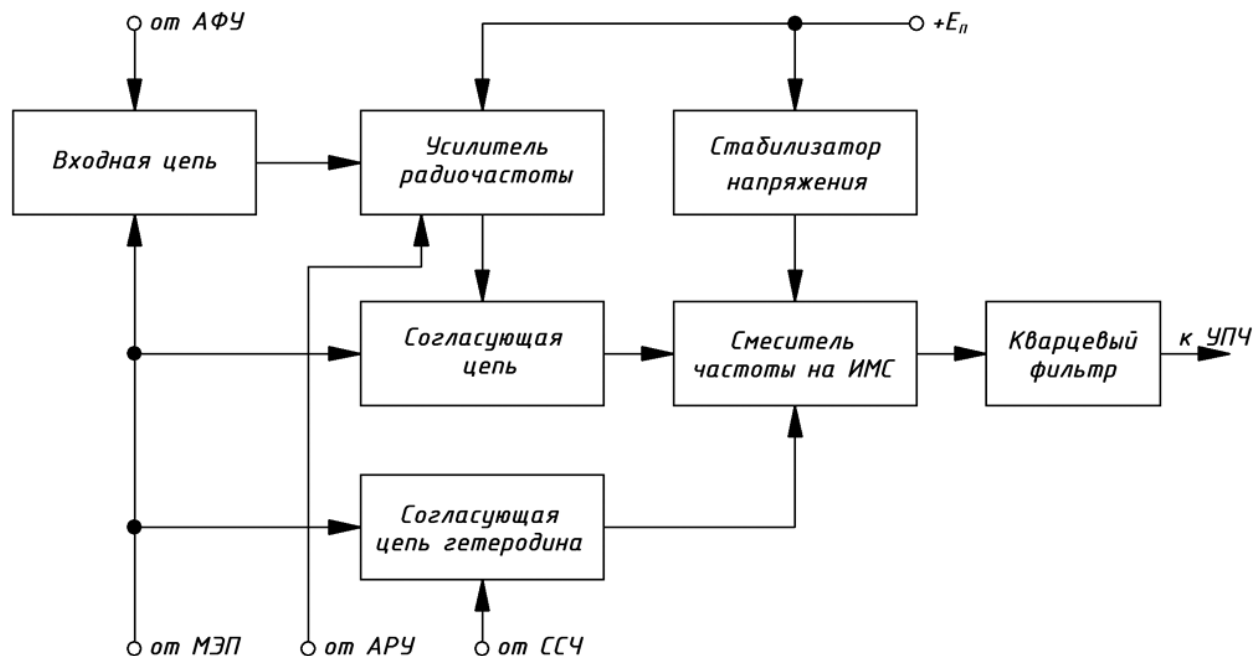 от АФУ
+Eп
Входная цепь
Усилитель
радиочастоты
Стабилизатор
напряжения
Согласующая
цепь
Смеситель
частоты на ИМС
Кварцевый
фильтр
к УПЧ
Согласующая
цепь гетеродина
от МЭП
от АРУ
от ССЧ